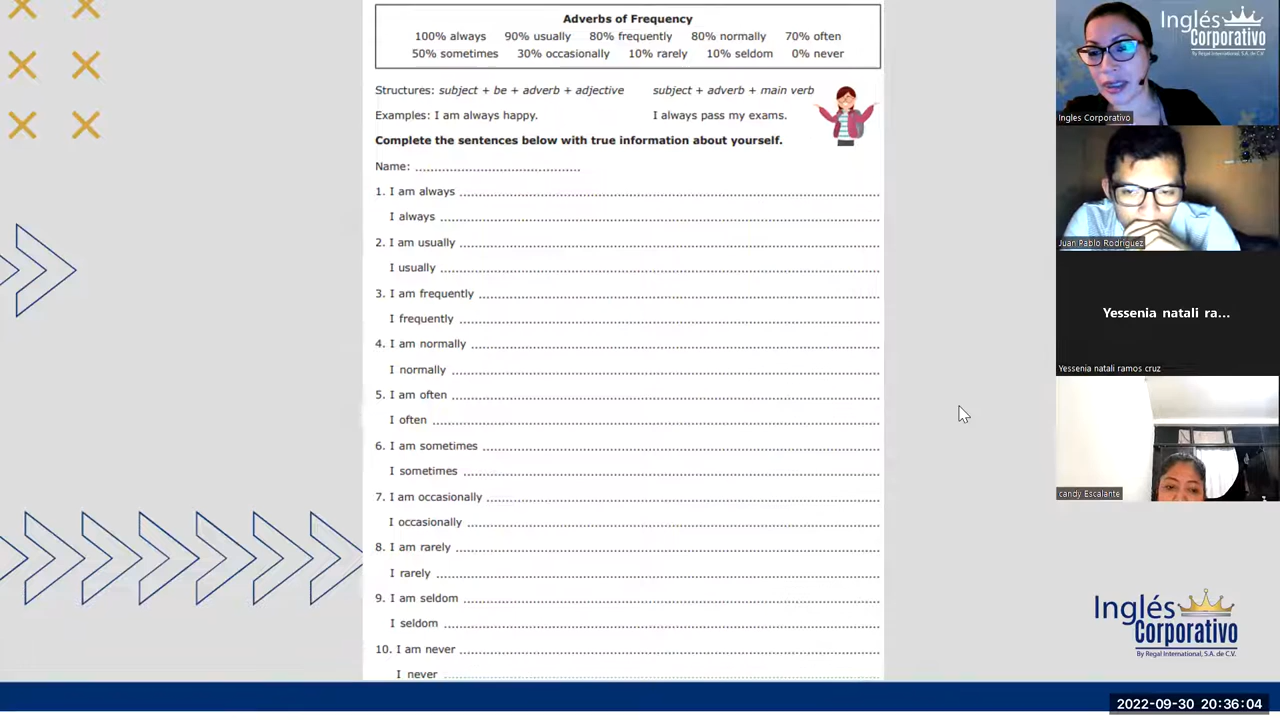 Adverbs of Frequency
100% always 90% usually 80% frequently 80% normally 70% often
50% sometimes 30% occasionally 10% rarely 10% seldom 0% never
Structures: subject + be + adverb + adjective subject + adverb + main verb
Examples: I am always happy. I always pass my exams.
Complete the sentences below with true information about yourself.
Name: ........................................
1. I am always ........................................
I always ........................................
2. I am usually ........................................
I usually ........................................
3. I am frequently ........................................
I frequently ........................................
4. I am normally ........................................
I normally ........................................
5. I am often ........................................
I often ........................................
6. I am sometimes ........................................
I sometimes ........................................
7. I am occasionally ........................................
I occasionally ........................................
8. I am rarely ........................................
I rarely ........................................
9. I am seldom ........................................
I seldom ........................................
10. I am never ........................................
I never ........................................
Inglés
Corporativo
By Regal International, S.A. de C.V.
Ingles Corporativo
Juan Pablo Rodriguez
Yessenia natali ra...
Yessenia natali ramos cruz
candy Escalante
Inglés
Corporativo
By Regal International, S.A. de C.V.
2022-09-30 20:36:04